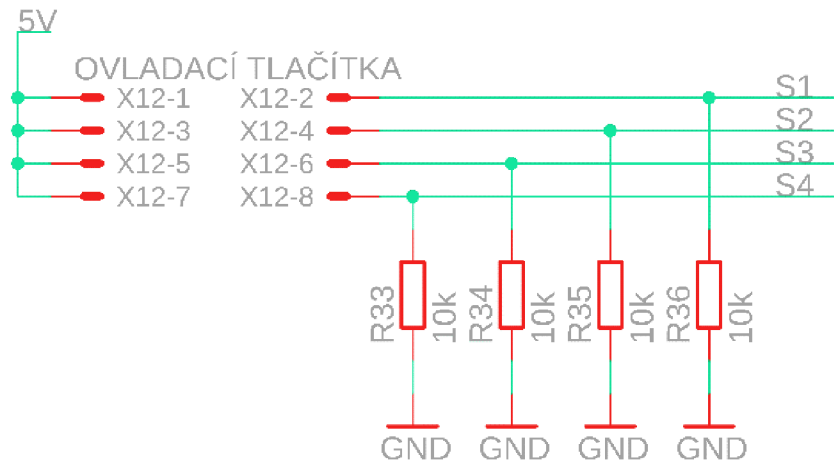 5V
OVLADACÍ TLAČÍTKA
X12-1 X12-2 S1
X12-3 X12-4 S2
X12-5 X12-6 S3
X12-7 X12-8 S4
R33 10k R34 10k R35 10k R36 10k
GND GND GND GND